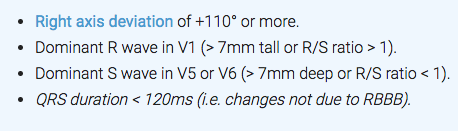 Right axis deviation of +110° or more.
Dominant R wave in V1 (> 7mm tall or R/S ratio > 1).
Dominant S wave in V5 or V6 (> 7mm deep or R/S ratio < 1).
QRS duration < 120ms (i.e. changes not due to RBBB).